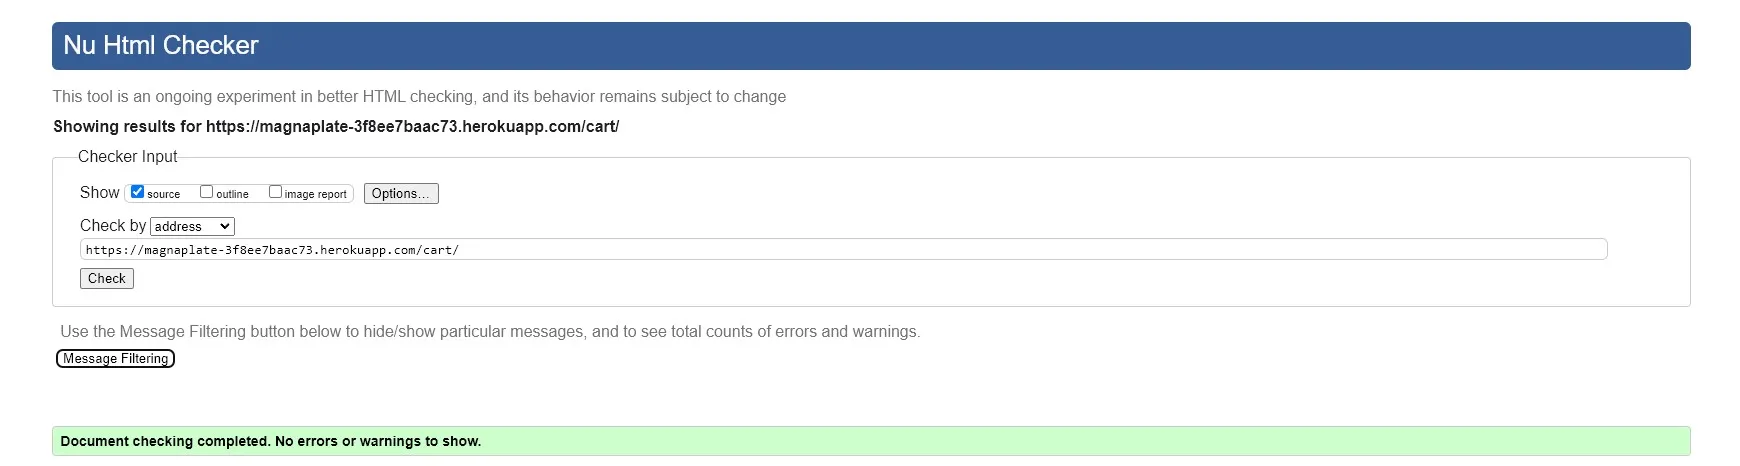 Nu Html Checker
This tool is an ongoing experiment in better HTML checking, and its behavior remains subject to change
Showing results for https://magnaplate-3f8ee7baac73.herokuapp.com/cart/
Checker Input
Show source outline image report Options...
Check by address
https://magnaplate-3f8ee7baac73.herokuapp.com/cart/
Check
Use the Message Filtering button below to hide/show particular messages, and to see total counts of errors and warnings.
Message Filtering
Document checking completed. No errors or warnings to show.